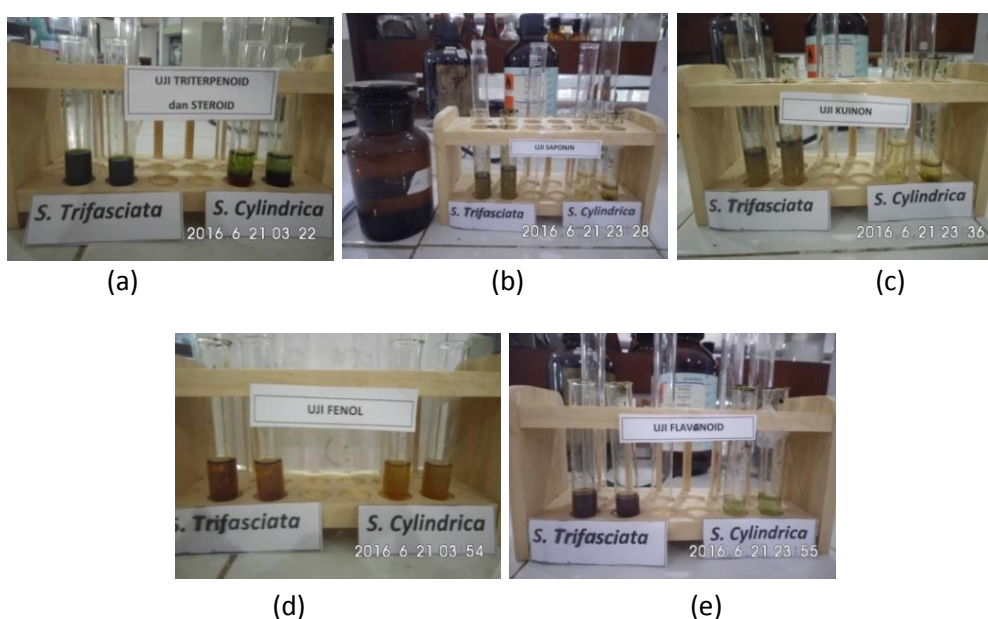 UJI TRITERPENOID
dan STEROID
S. Trifasciata
S. Cylindrica
2016. 6. 21 03 22
(a)
UJI SAPONIN
S. Trifasciata
S. Cylindrica
2016. 6. 21 23 28
(b)
UJI KUINON
S. Trifasciata
S. Cylindrica
2016. 6. 21 23 36
(c)
UJI FENOL
S. Trifasciata
S. Cylindrica
2016. 6. 21 03 54
(d)
UJI FLAVANOID
S. Trifasciata
S. Cylindrica
2016. 6. 21 23 55
(e)